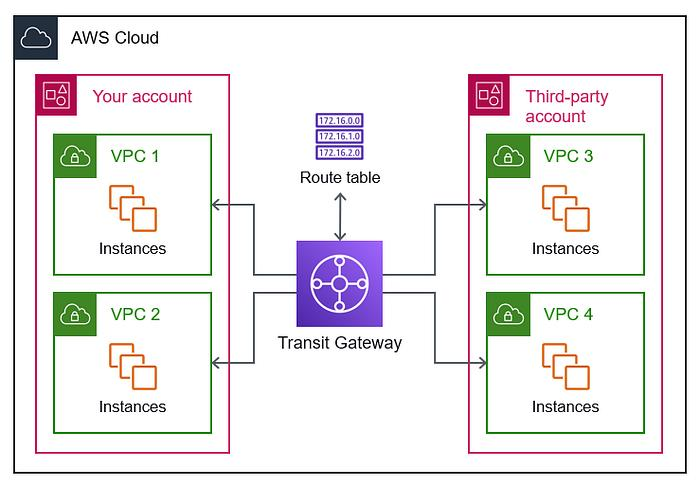 AWS Cloud
Your account
VPC 1
Instances
VPC 2
Instances
172.16.0.0
172.16.1.0
172.16.2.0
Route table
Transit Gateway
Third-party
account
VPC 3
Instances
VPC 4
Instances